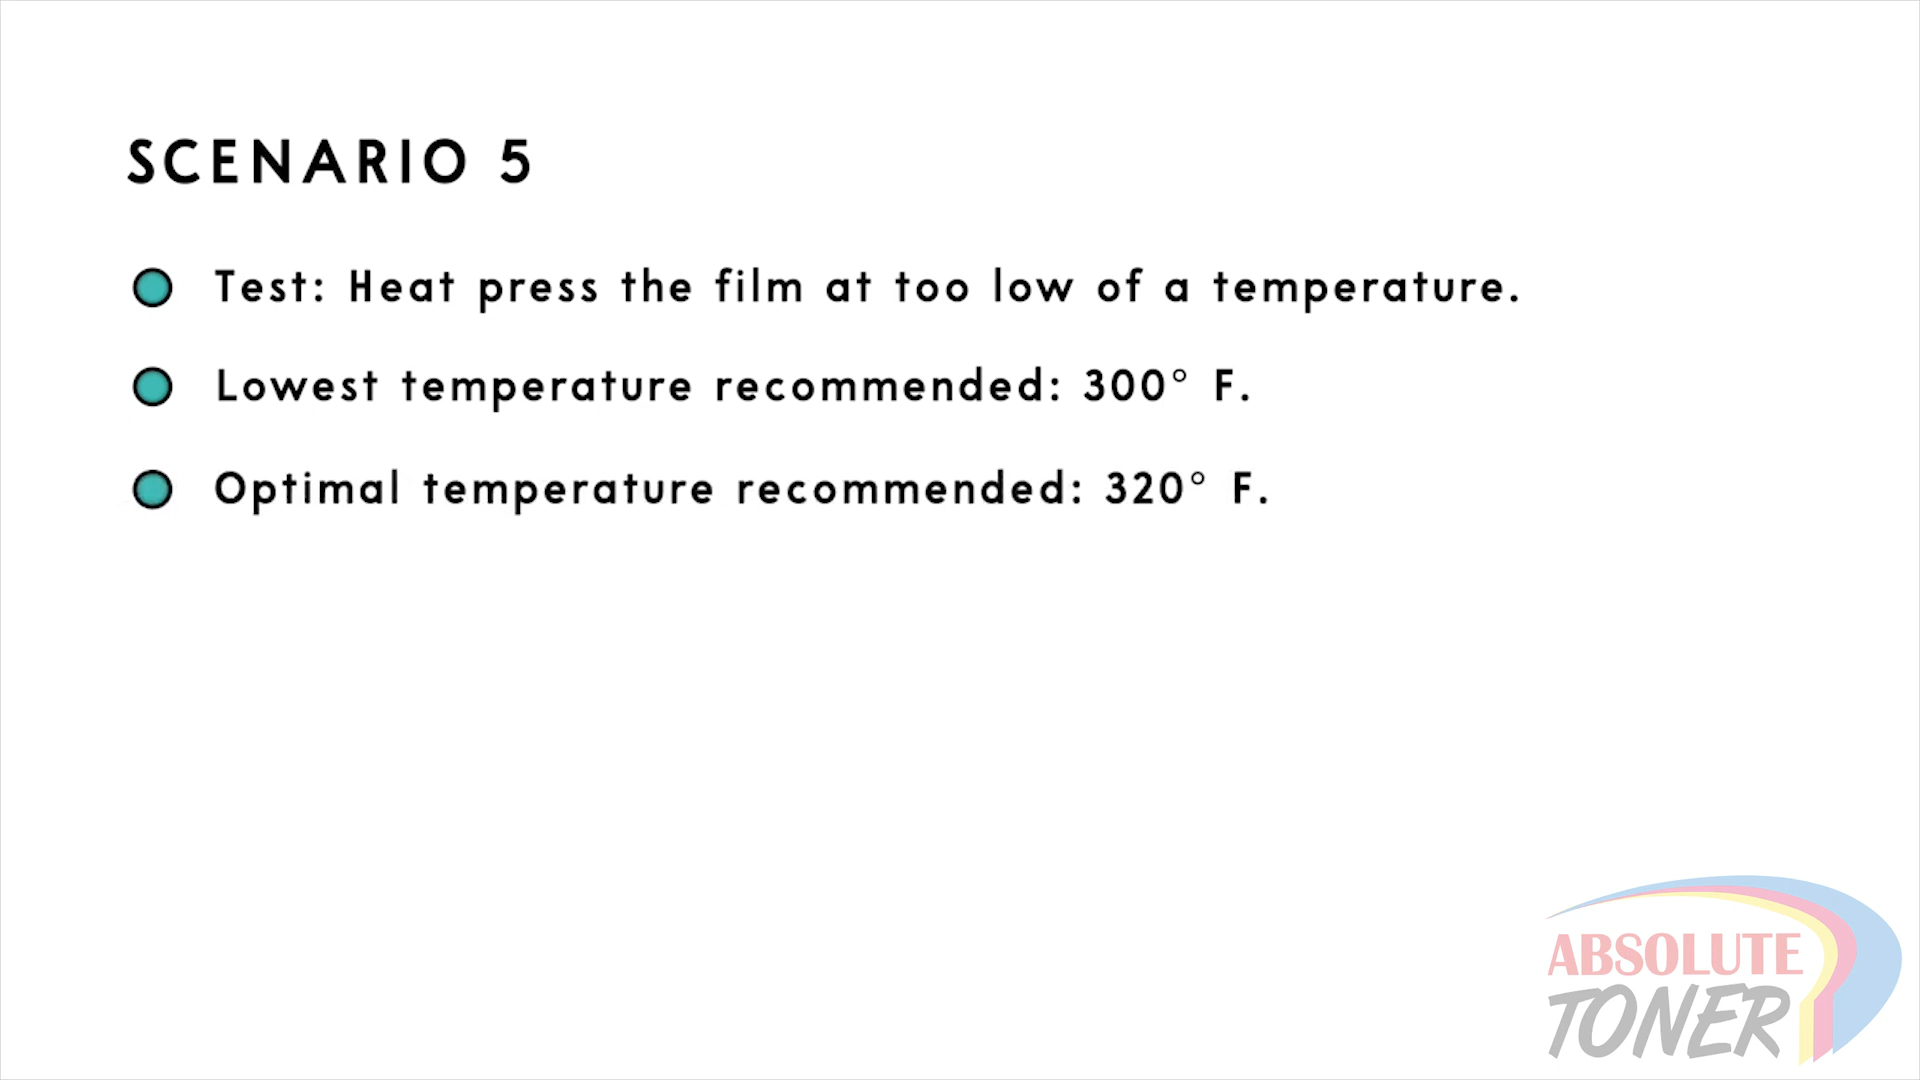 SCENARIO 5
Test: Heat press the film at too low of a temperature.
Lowest temperature recommended: 300° F.
Optimal temperature recommended: 320° F.
ABSOLUTE
TONER